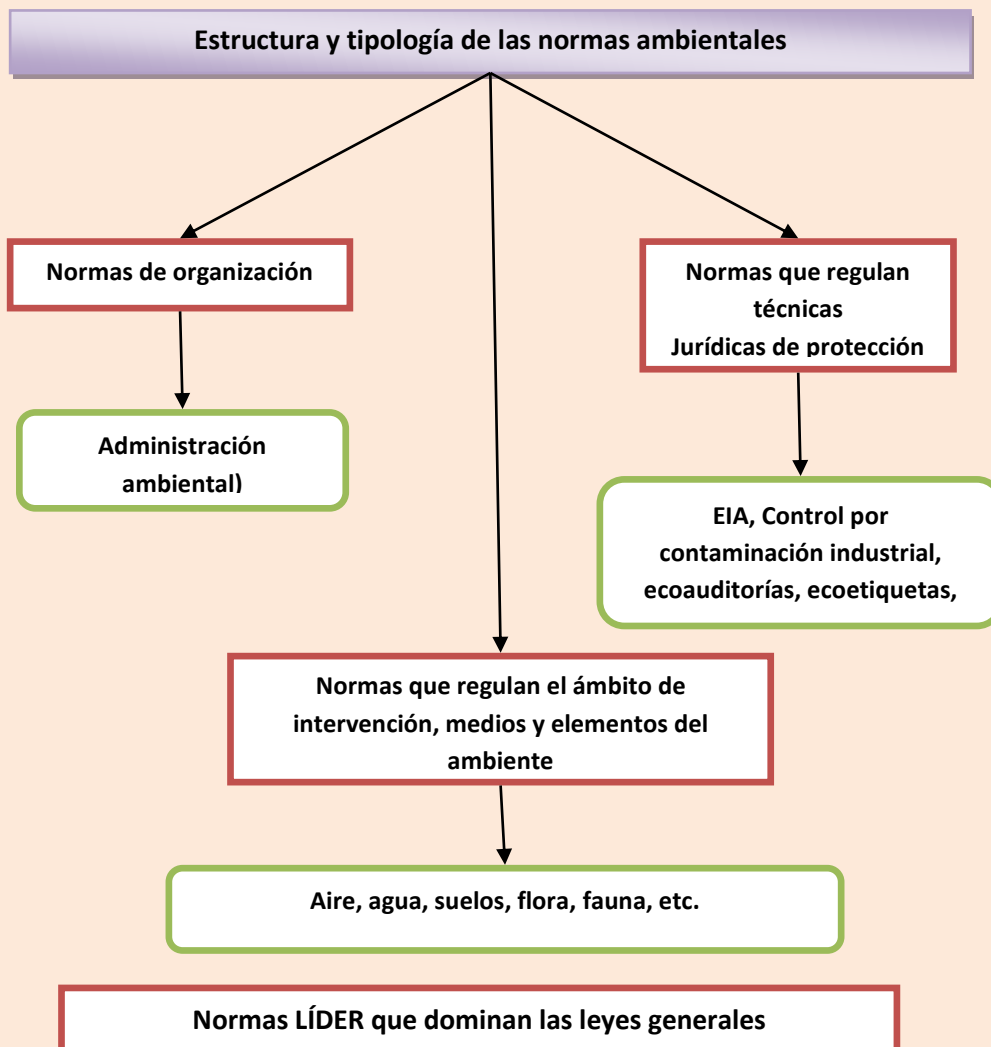 Estructura y tipología de las normas ambientales
Normas de organización
Administración
ambiental)
Normas que regulan
técnicas
Jurídicas de protección
EIA, Control por
contaminación industrial,
ecoauditorías, ecoetiquetas,
Normas que regulan el ámbito de
intervención, medios y elementos del
ambiente
Aire, agua, suelos, flora, fauna, etc.
Normas LÍDER que dominan las leyes generales